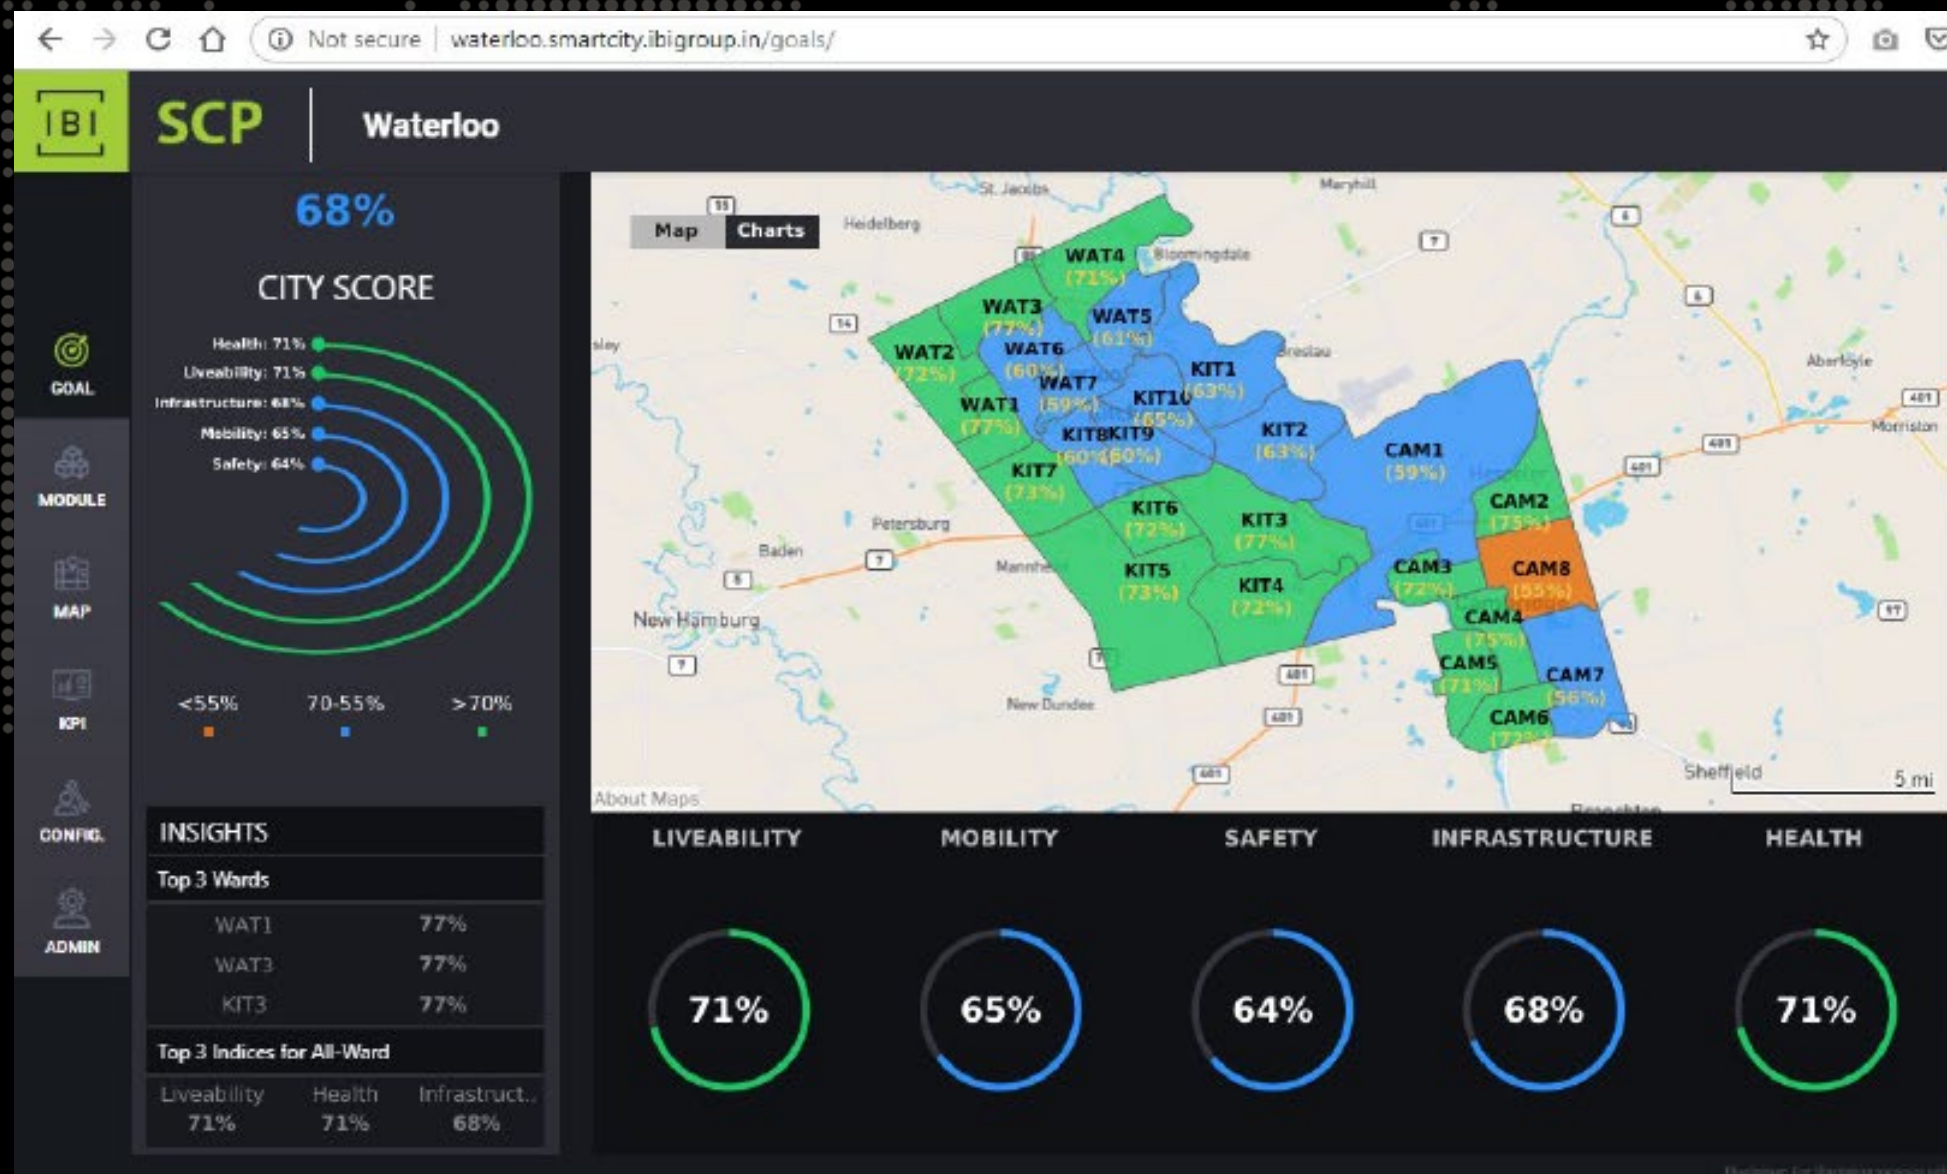 Not secure | waterloo.smartcity.ibigroup.in/goals/
IBI
SCP
Waterloo
GOAL
MODULE
MAP
KPI
CONFIG.
ADMIN
68%
CITY SCORE
Health: 71%
Liveability: 71%
Infrastructure: 68%
Mobility: 65%
Safety: 64%
<55%
70-55%
>70%
INSIGHTS
Top 3 Wards
WAT1 77%
WAT3 77%
KIT3 77%
Top 3 Indices for All-Ward
Liveability Health Infrastruct..
71% 71% 68%
Map Charts
St. Jacobs
Maryhill
Heidelberg
Bloomingdale
Breslau
Aberfoyle
Morriston
Hespeler
Petersburg
Baden
Mannhe
New Hamburg
New Dundee
Sheffield
Branchton
5 mi
About Maps
WAT4
(71%)
WAT3
(77%)
WAT5
(61%)
WAT2
(72%)
WAT6
(60%)
WAT7
(59%)
WAT1
(77%)
KIT1
(63%)
KIT10
(65%)
KIT8
(60%)
KIT9
(60%)
KIT2
(63%)
KIT7
(73%)
KIT6
(72%)
KIT3
(77%)
KIT5
(73%)
KIT4
(72%)
CAM1
(59%)
CAM2
(75%)
CAM3
(72%)
CAM8
(55%)
CAM4
(75%)
CAM5
(71%)
CAM7
(56%)
CAM6
(72%)
LIVEABILITY
71%
MOBILITY
65%
SAFETY
64%
INFRASTRUCTURE
68%
HEALTH
71%